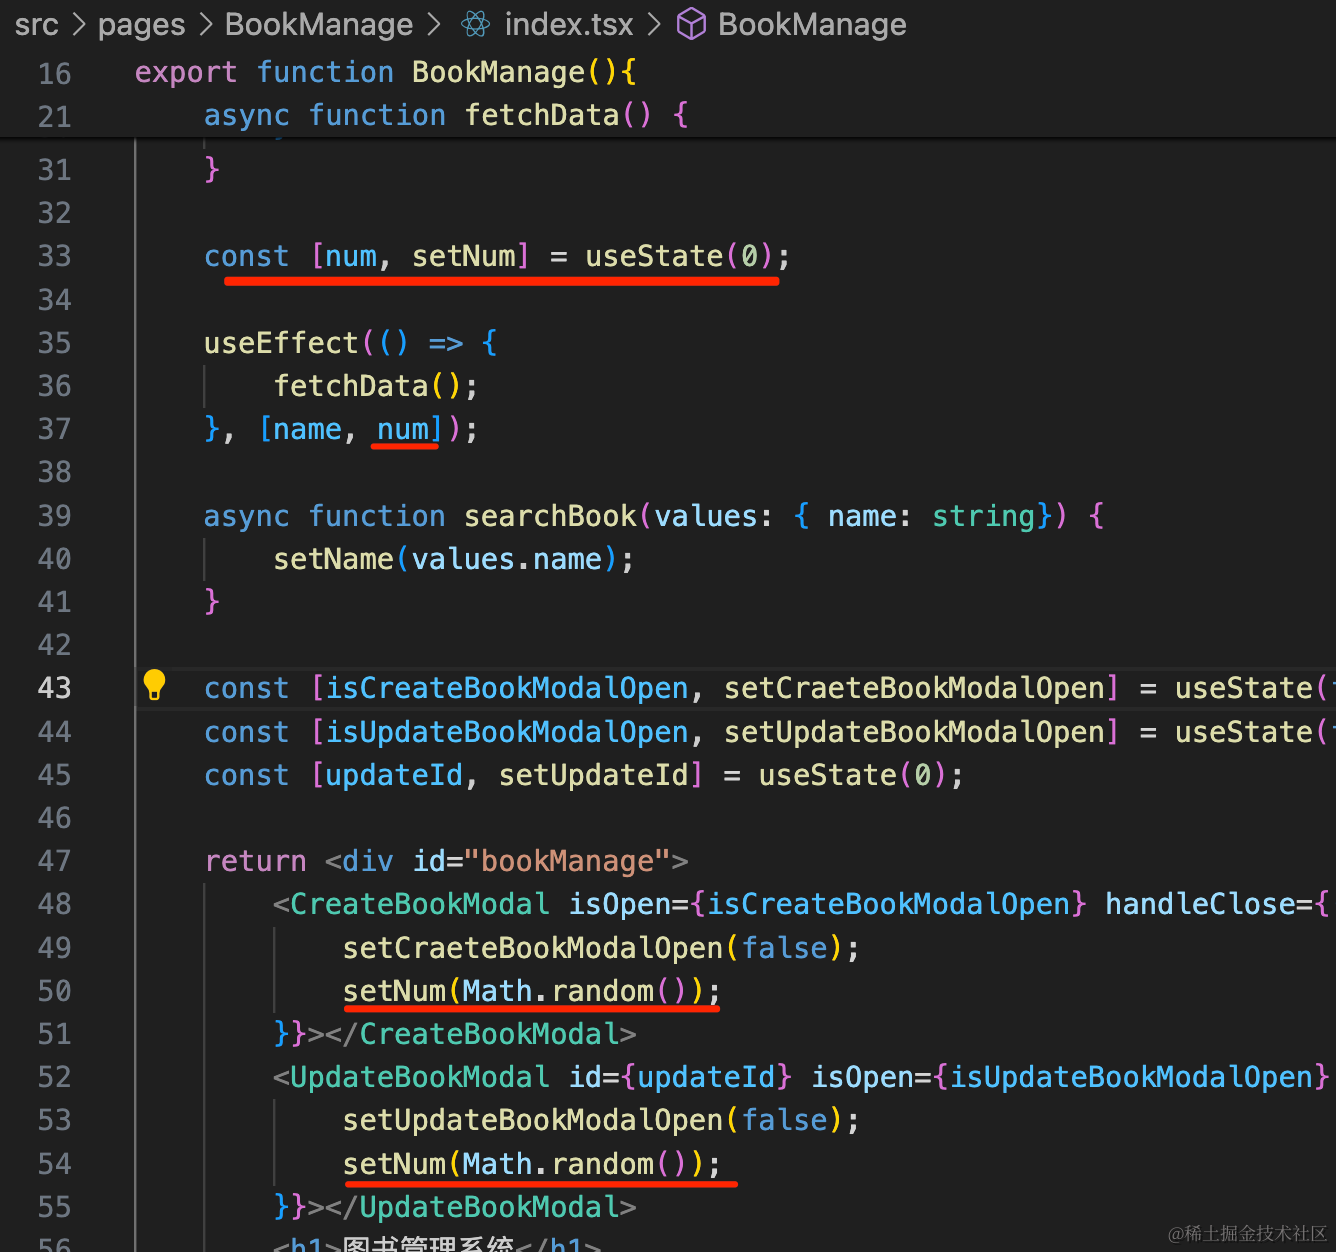 src > pages > BookManage > index.tsx > BookManage
16 export function BookManage(){
21 async function fetchData() {
31 }
32
33 const [num, setNum] = useState(0);
34
35 useEffect(() => {
36 fetchData();
37 }, [name, num]);
38
39 async function searchBook(values: { name: string}) {
40 setName(values.name);
41 }
42
43 const [isCreateBookModalOpen, setCraeteBookModalOpen] = useState(
44 const [isUpdateBookModalOpen, setUpdateBookModalOpen] = useState(
45 const [updateId, setUpdateId] = useState(0);
46
47 return <div id="bookManage">
48 <CreateBookModal isOpen={isCreateBookModalOpen} handleClose={
49 setCraeteBookModalOpen(false);
50 setNum(Math.random());
51 }}></CreateBookModal>
52 <UpdateBookModal id={updateId} isOpen={isUpdateBookModalOpen}
53 setUpdateBookModalOpen(false);
54 setNum(Math.random());
55 }}></UpdateBookModal>
56 <h1>图书管理系统</h1>
@稀土掘金技术社区